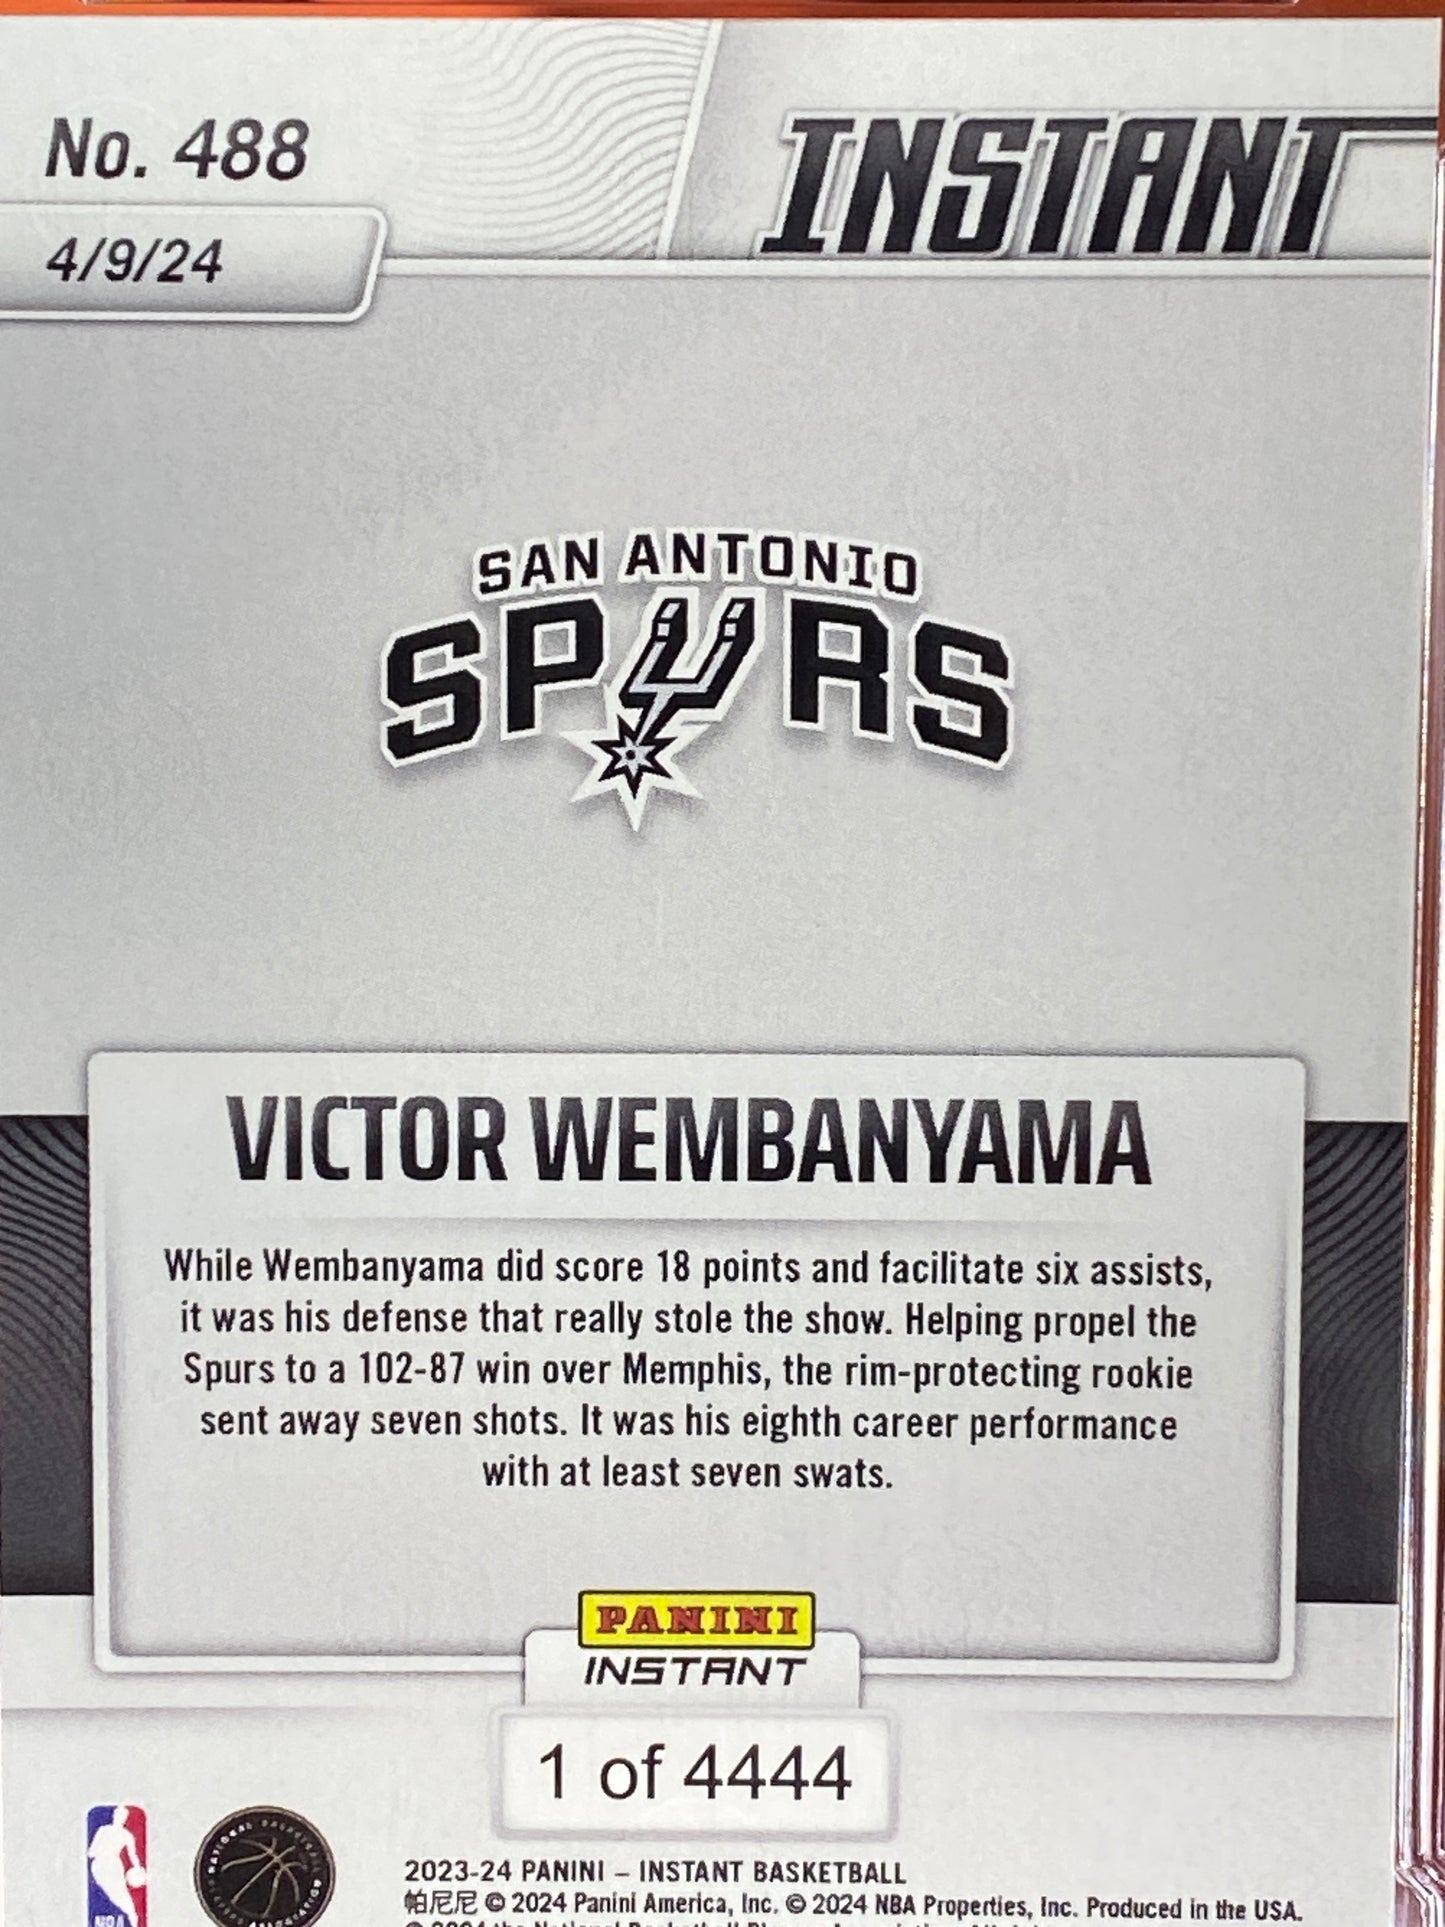 No. 488
INSTANT
4/9/24
SAN ANTONIO
SPURS
VICTOR WEMBANYAMA
While Wembanyama did score 18 points and facilitate six assists,
it was his defense that really stole the show. Helping propel the
Spurs to a 102-87 win over Memphis, the rim-protecting rookie
sent away seven shots. It was his eighth career performance
with at least seven swats.
PANINI
INSTANT
1 of 4444
NBA
NATIONAL BASKETBALL
ASSOCIATION
2023-24 PANINI – INSTANT BASKETBALL
帕尼尼 © 2024 Panini America, Inc. © 2024 NBA Properties, Inc. Produced in the USA.